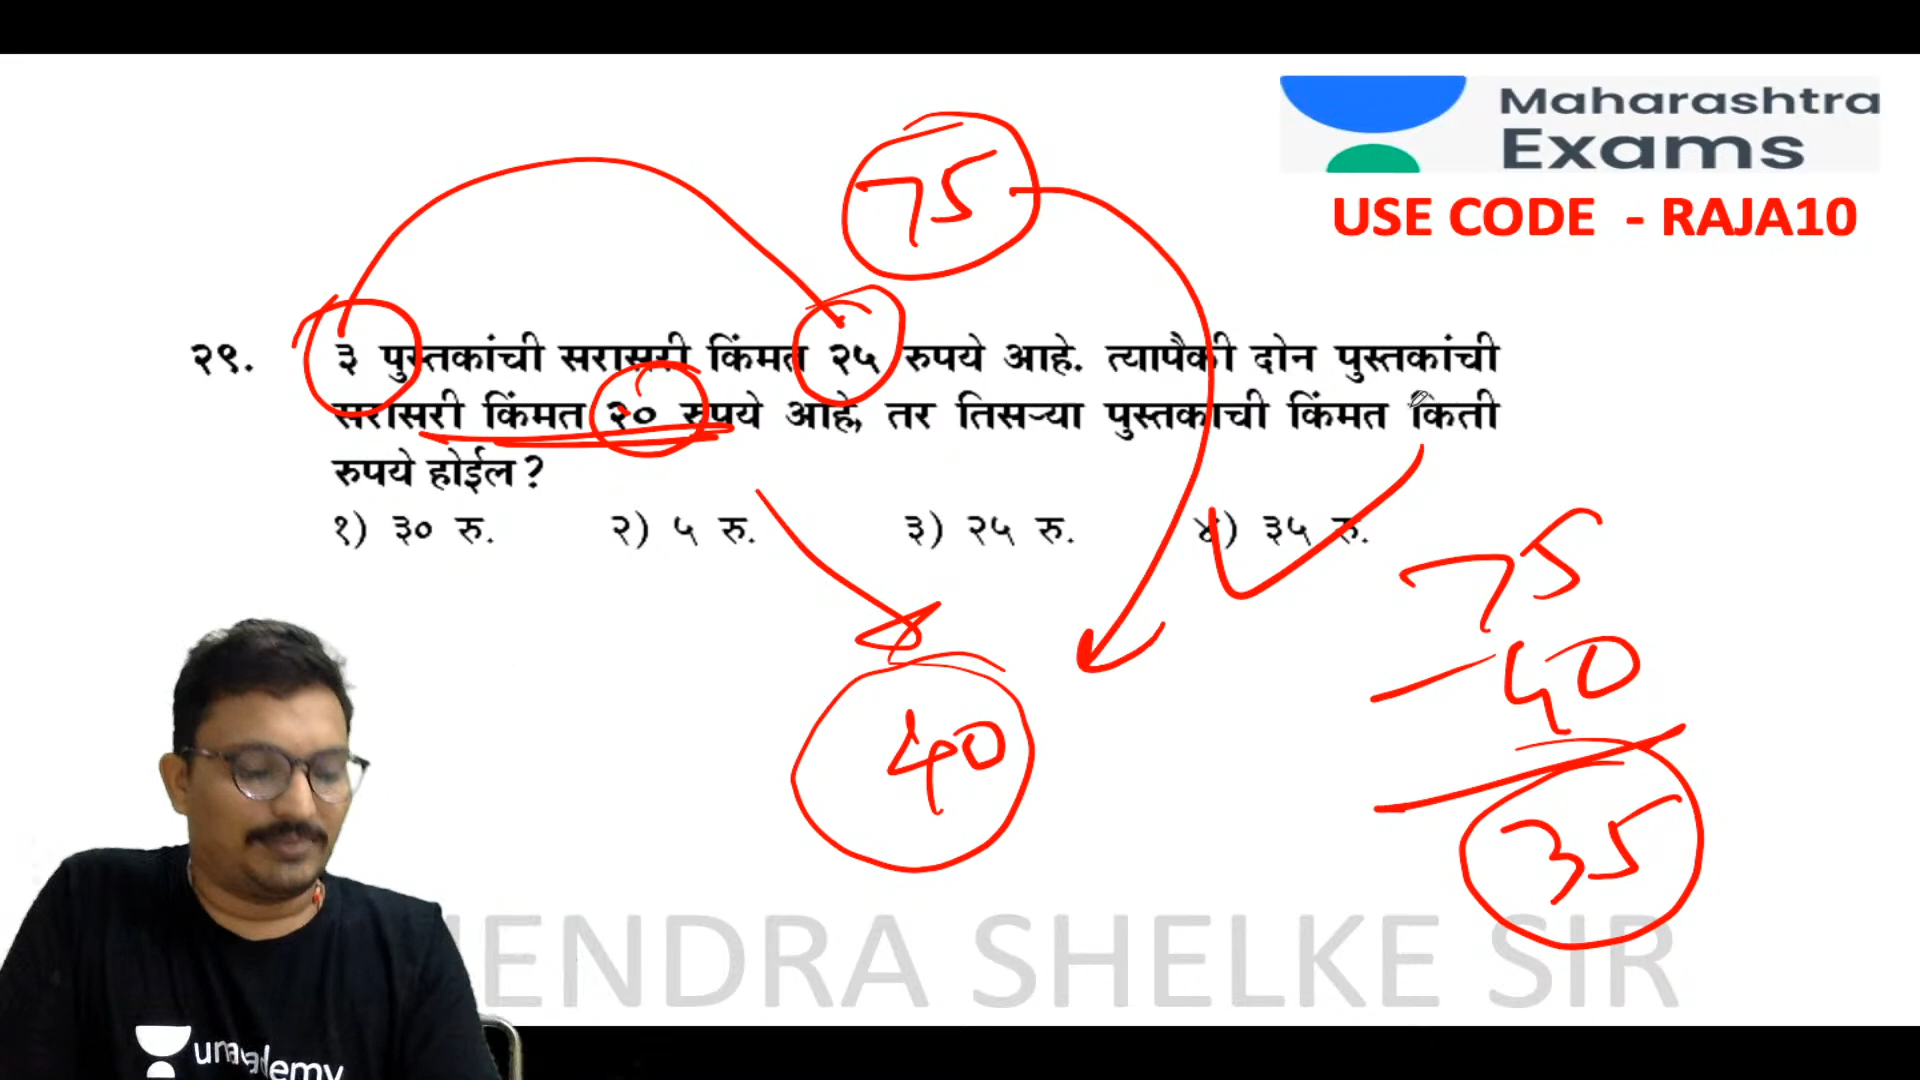 Maharashtra
Exams
USE CODE - RAJA10
75
२९. ३ पुस्तकांची सरासरी किंमत २५ रुपये आहे. त्यापैकी दोन पुस्तकांची
सरासरी किंमत २० रुपये आहे, तर तिसऱ्या पुस्तकाची किंमत किती
रुपये होईल?
१) ३० रु. २) ५ रु. ३) २५ रु. ४) ३५ रु.
75
- 40
35
40
ENDRA SHELKE SIR
unacademy